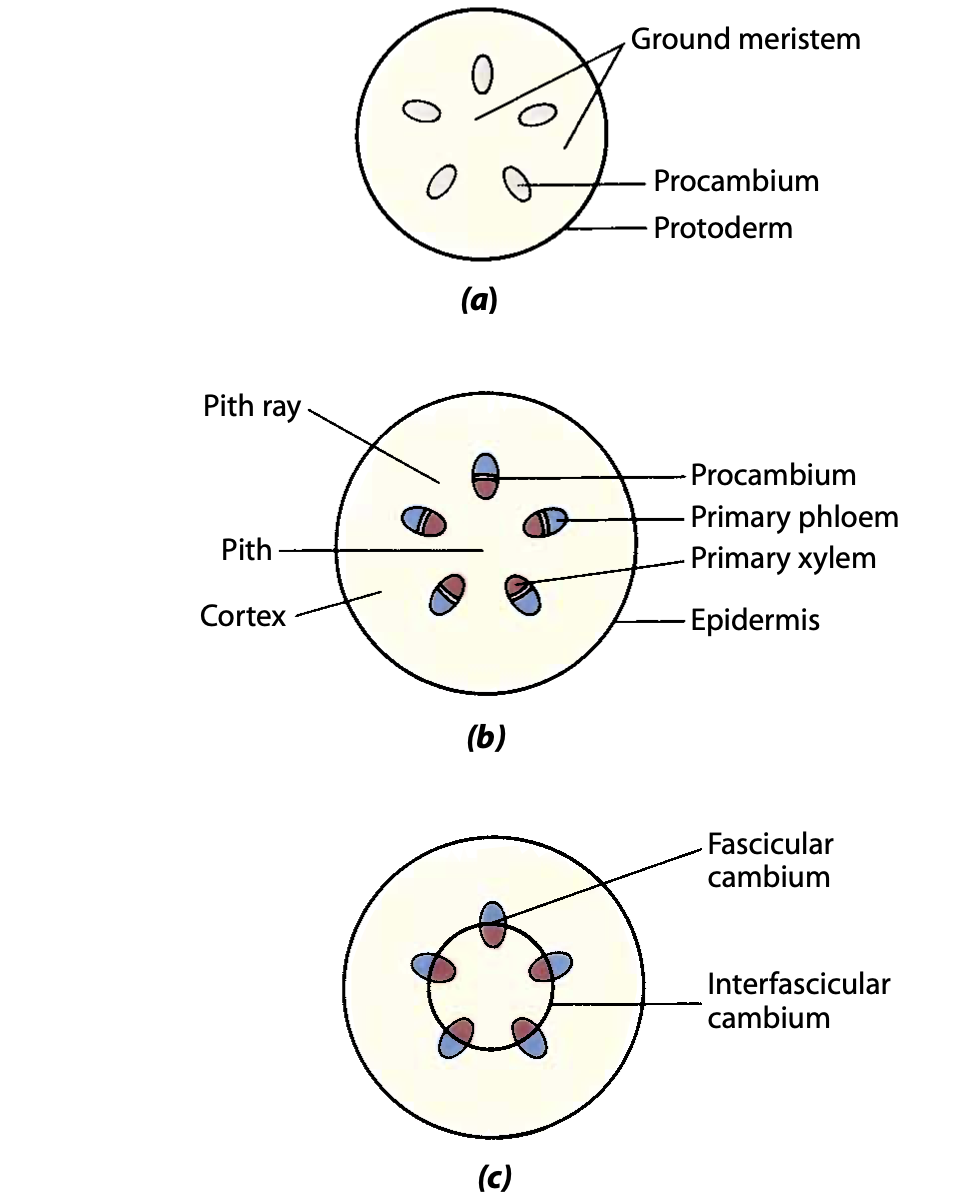 Ground meristem
Procambium
Protoderm
(a)
Pith ray
Procambium
Primary phloem
Pith
Primary xylem
Cortex
Epidermis
(b)
Fascicular
cambium
Interfascicular
cambium
(c)